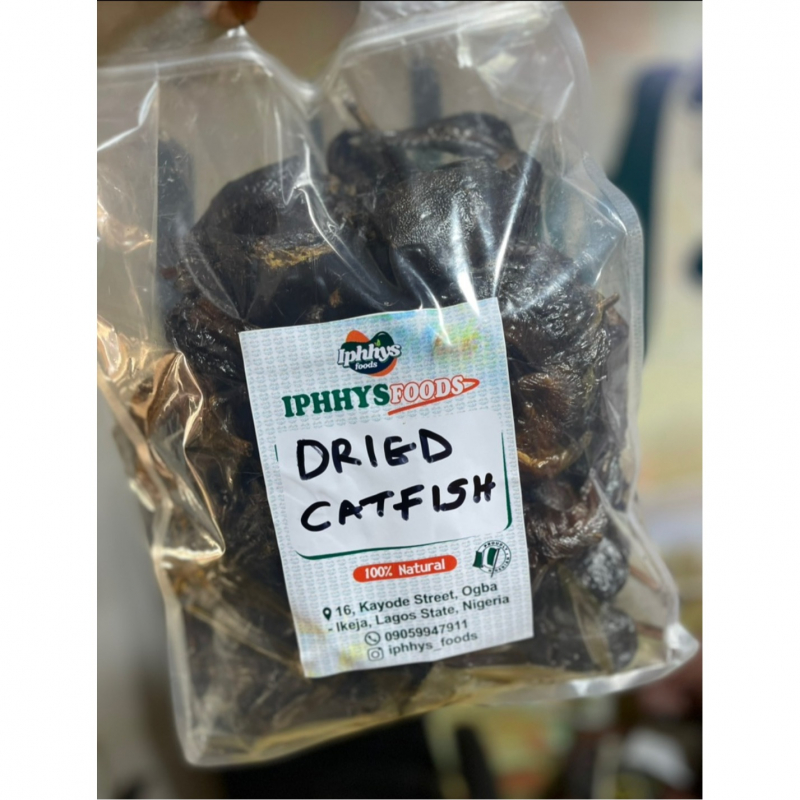 Iphhys
foods
IPHHYSFOODS
DRIED
CATFISH
100% Natural
16, Kayode Street, Ogba
- Ikeja, Lagos State, Nigeria
09059947911
iphhys_foods